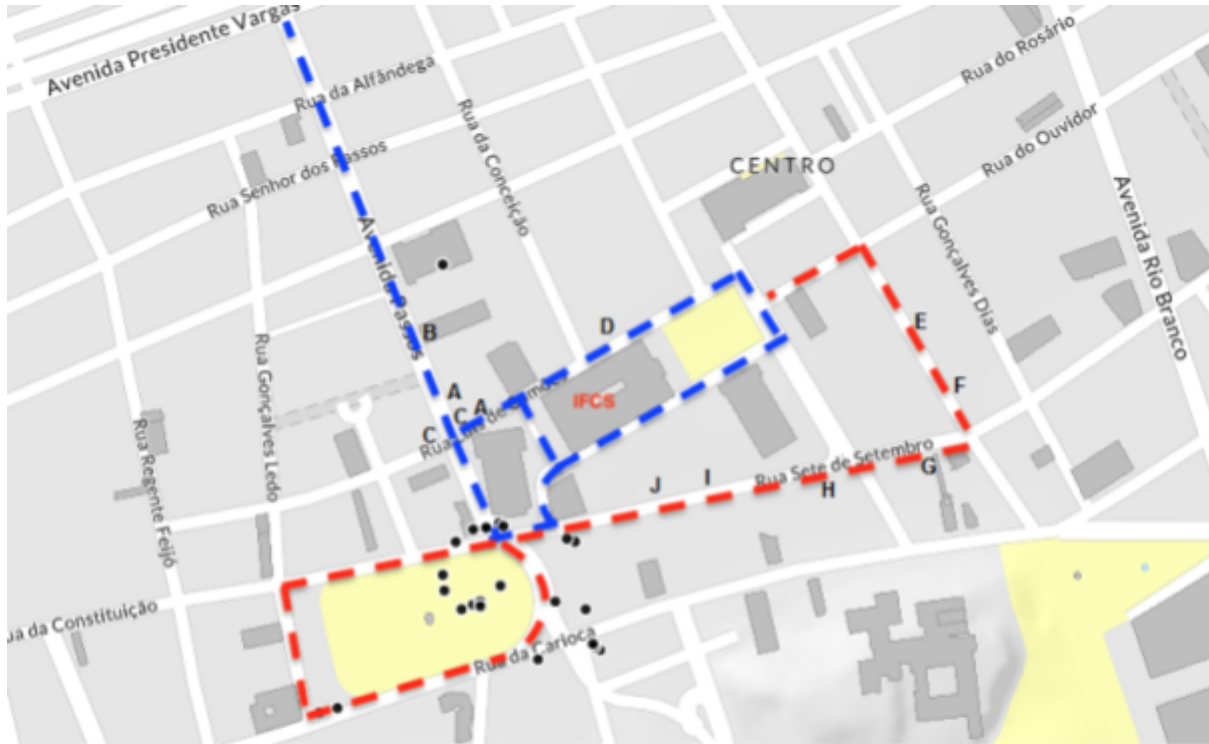 Avenida Presidente Vargas
Rua da Alfândega
Rua do Rosário
Rua Senhor dos Passos
Rua da Conceição
Rua do Ouvidor
CENTRO
Avenida Passos
Rua Gonçalves Dias
Avenida Rio Branco
B
D
E
Rua Gonçalves Ledo
A
C
A
C
F
IFCS
Rua Regente Feijó
Rua Sete de Setembro
G
J
I
H
ua da Constituição
Rua da Carioca